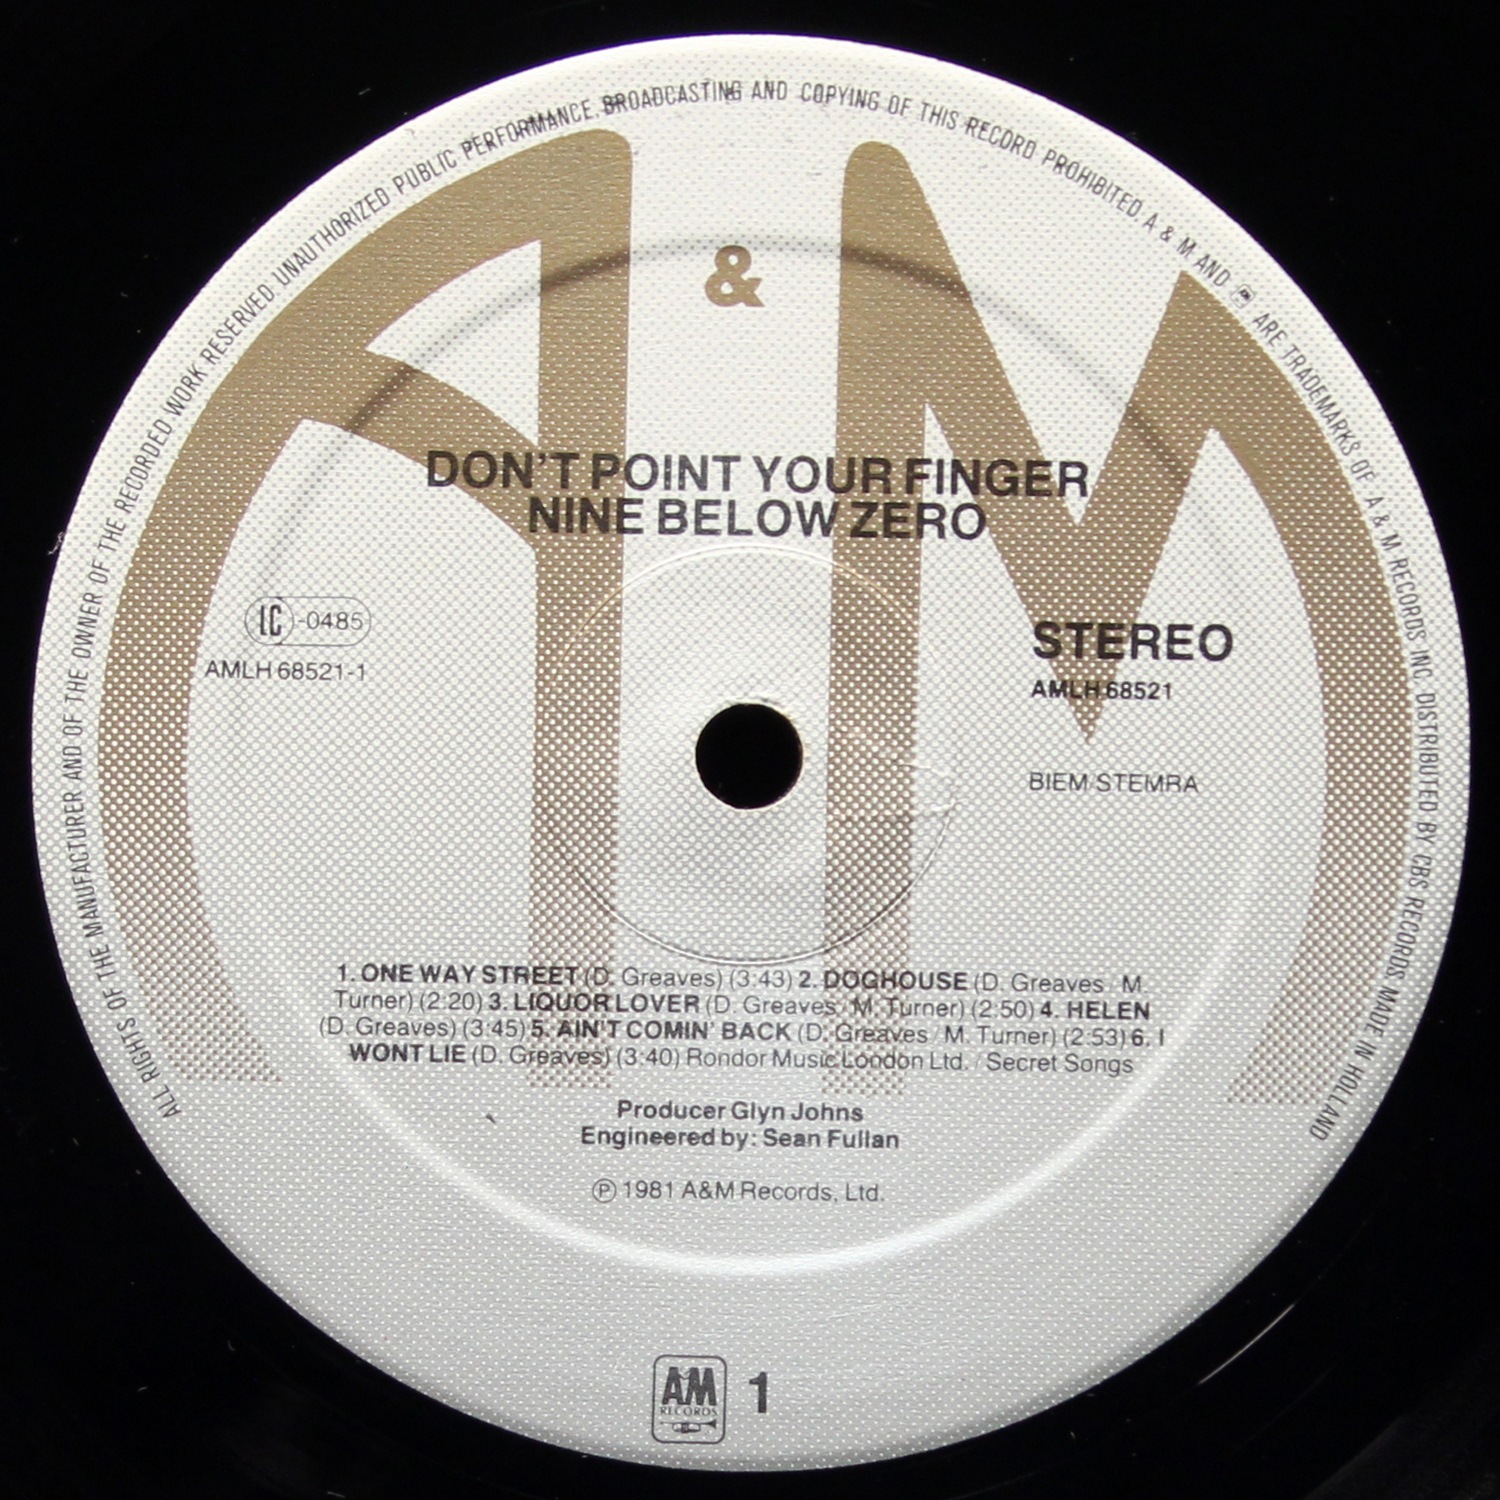 ALL RIGHTS OF THE MANUFACTURER AND OF THE OWNER OF THE RECORDED WORK RESERVED UNAUTHORIZED PUBLIC PERFORMANCE, BROADCASTING AND COPYING OF THIS RECORD PROHIBITED. A & M AND ARE TRADEMARKS OF A & M RECORDS INC. DISTRIBUTED BY CBS RECORDS MADE IN HOLLAND
A & M
DON'T POINT YOUR FINGER
NINE BELOW ZERO
LC-0485
AMLH 68521-1
STEREO
AMLH 68521
BIEM/STEMRA
1. ONE WAY STREET (D. Greaves) (3:43) 2. DOGHOUSE (D. Greaves / M.
Turner) (2:20) 3. LIQUOR LOVER (D. Greaves / M. Turner) (2:50) 4. HELEN
(D. Greaves) (3:45) 5. AIN'T COMIN' BACK (D. Greaves / M. Turner) (2:53) 6. I
WONT LIE (D. Greaves) (3:40) Rondor Music London Ltd. / Secret Songs
Producer Glyn Johns
Engineered by: Sean Fullan
℗ 1981 A&M Records, Ltd.
AM
RECORDS
1